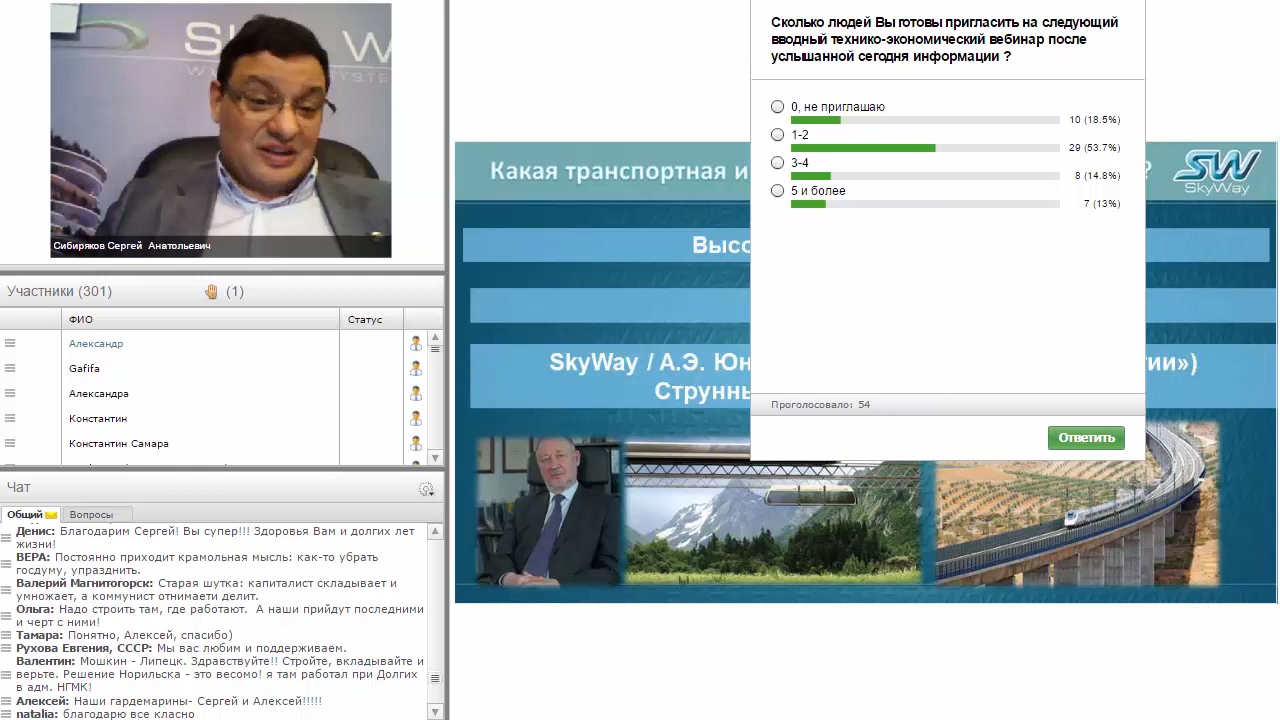 SKY W
Сибиряков Сергей Анатольевич
Участники (301)
(1)
ФИО
Статус
Александр
Gafifa
Александра
Константин
Константин Самара
Чат
Общий
Вопросы
Денис: Благодарим Сергей! Вы супер!!! Здоровья Вам и долгих лет
жизни!
ВЕРА: Постоянно приходит крамольная мысль: как-то убрать
госдуму, упразднить.
Валерий Магнитогорск: Старая шутка: капиталист складывает и
умножает, а коммунист отнимаети делит.
Ольга: Надо строить там, где работают. А наши прийдут последними
и черт с ними!
Тамара: Понятно, Алексей, спасибо)
Рухова Евгения, СССР: Мы вас любим и поддерживаем.
Валентин: Мошкин - Липецк. Здравствуйте!! Стройте, вкладывайте и
верьте. Решение Норильска - это весомо! я там работал при Долгих
в адм. НГМК!
Алексей: Наши гардемарины- Сергей и Алексей!!!!!
natalia: благодарю все класно
Сколько людей Вы готовы пригласить на следующий
вводный технико-экономический вебинар после
услышанной сегодня информации ?
0, не приглашаю
10 (18.5%)
1-2
29 (53.7%)
3-4
8 (14.8%)
5 и более
7 (13%)
Проголосовало: 54
Ответить
Какая транспортная и
?
SW
SkyWay
Высо
SkyWay / А.Э. Юн
ии»)
Струнны